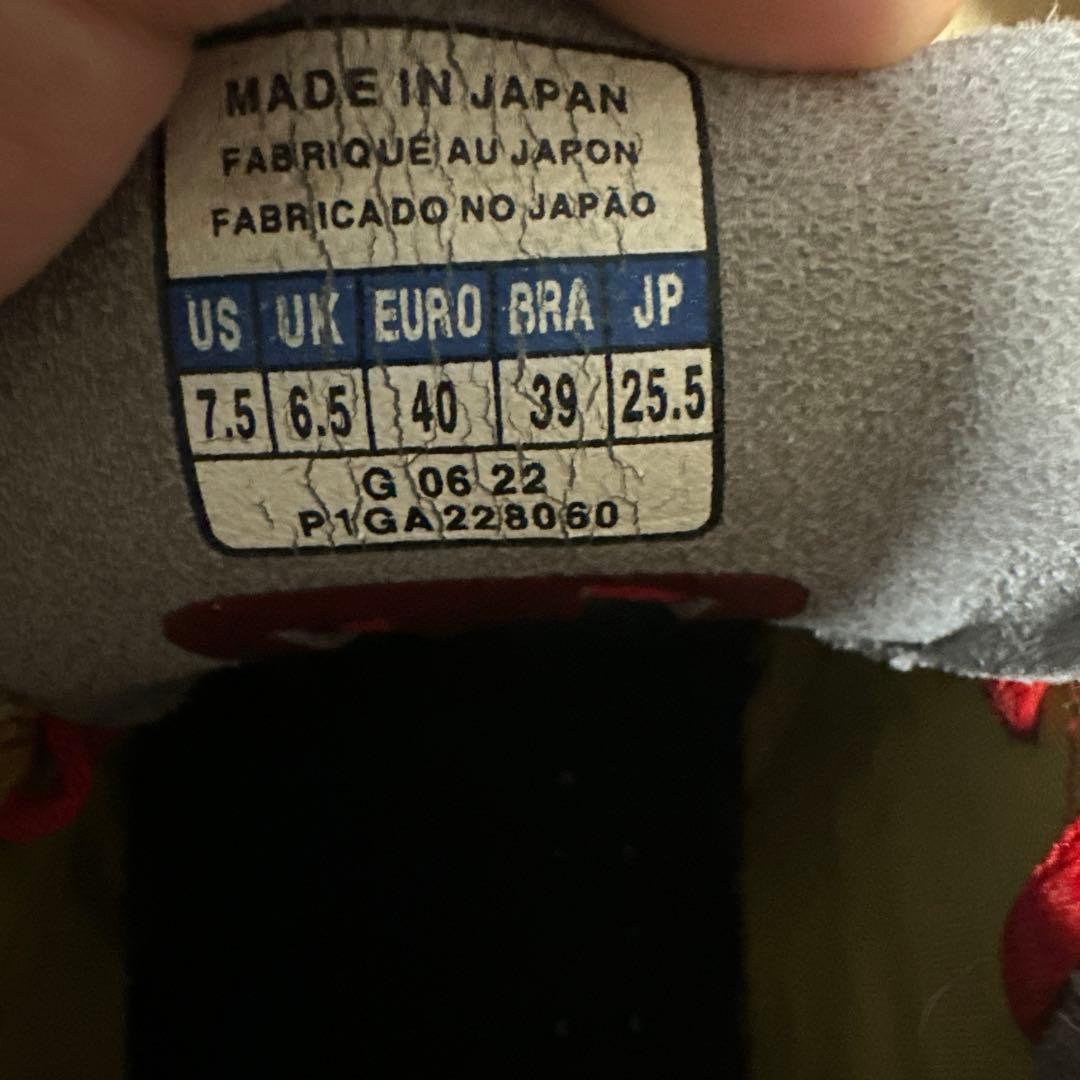 MADE IN JAPAN
FABRIQUÉ AU JAPON
FABRICADO NO JAPÃO
US UK EURO BRA JP
7.5 6.5 40 39 25.5
G 06 22
P1GA228060